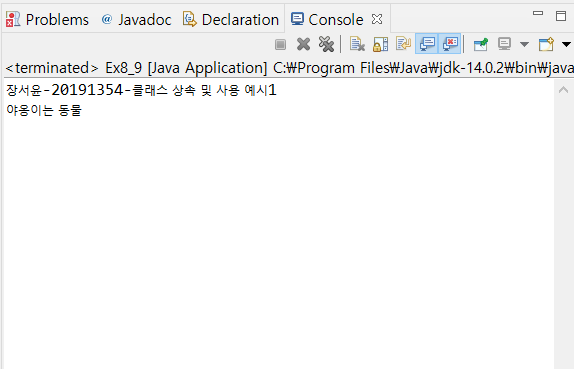 Problems @ Javadoc Declaration Console
<terminated> Ex8_9 [Java Application] C:₩Program Files₩Java₩jdk-14.0.2₩bin₩java
장서윤-20191354-클래스 상속 및 사용 예시1
야옹이는 동물